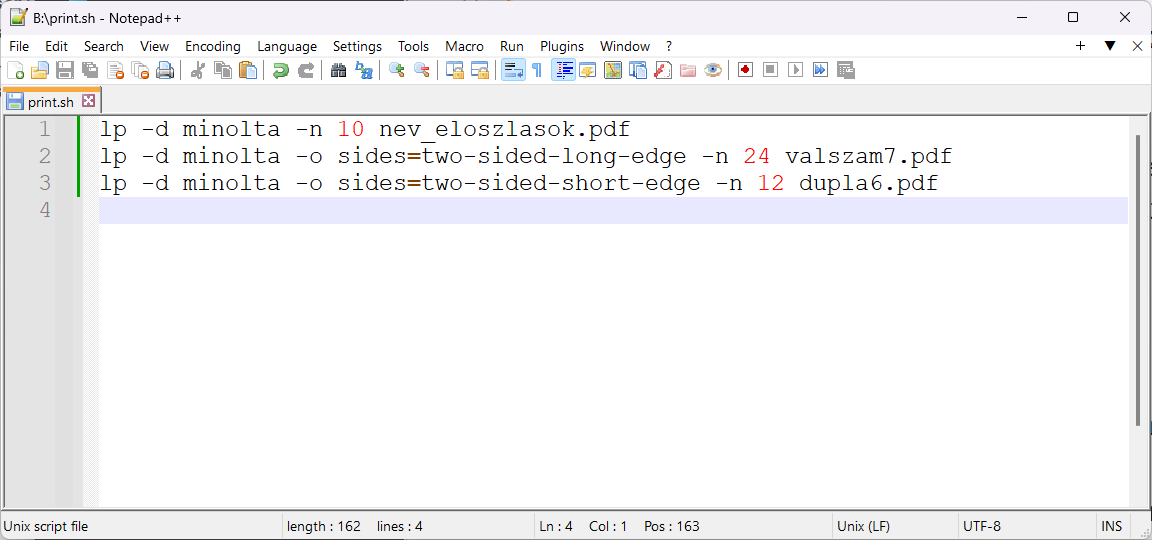 B:\print.sh - Notepad++
File Edit Search View Encoding Language Settings Tools Macro Run Plugins Window ?
print.sh
1 lp -d minolta -n 10 nev_eloszlasok.pdf
2 lp -d minolta -o sides=two-sided-long-edge -n 24 valszam7.pdf
3 lp -d minolta -o sides=two-sided-short-edge -n 12 dupla6.pdf
4
Unix script file length : 162 lines : 4 Ln : 4 Col : 1 Pos : 163 Unix (LF) UTF-8 INS